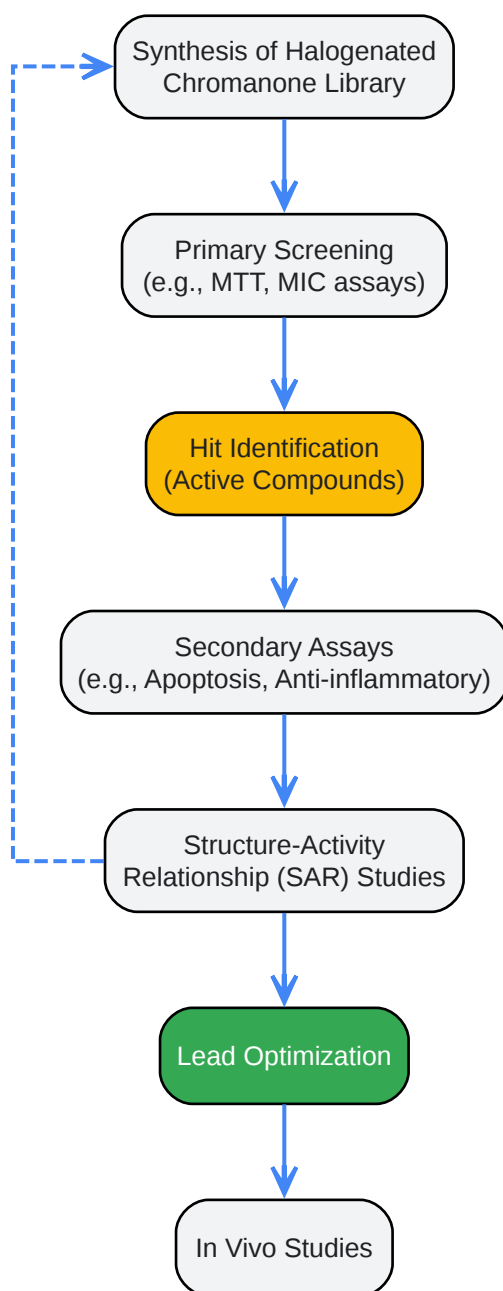 Synthesis of Halogenated
Chromanone Library
Primary Screening
(e.g., MTT, MIC assays)
Hit Identification
(Active Compounds)
Secondary Assays
(e.g., Apoptosis, Anti-inflammatory)
Structure-Activity
Relationship (SAR) Studies
Lead Optimization
In Vivo Studies